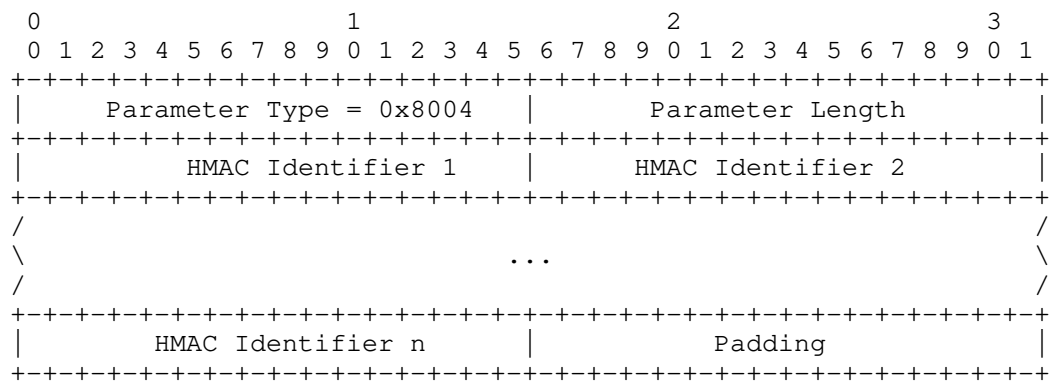 0                   1                   2                   3
 0 1 2 3 4 5 6 7 8 9 0 1 2 3 4 5 6 7 8 9 0 1 2 3 4 5 6 7 8 9 0 1
+-+-+-+-+-+-+-+-+-+-+-+-+-+-+-+-+-+-+-+-+-+-+-+-+-+-+-+-+-+-+-+-+
|     Parameter Type = 0x8004   |       Parameter Length        |
+-+-+-+-+-+-+-+-+-+-+-+-+-+-+-+-+-+-+-+-+-+-+-+-+-+-+-+-+-+-+-+-+
|          HMAC Identifier 1    |      HMAC Identifier 2        |
+-+-+-+-+-+-+-+-+-+-+-+-+-+-+-+-+-+-+-+-+-+-+-+-+-+-+-+-+-+-+-+-+
/                                                               /
\                              ...                              \
/                                                               /
+-+-+-+-+-+-+-+-+-+-+-+-+-+-+-+-+-+-+-+-+-+-+-+-+-+-+-+-+-+-+-+-+
|        HMAC Identifier n      |           Padding             |
+-+-+-+-+-+-+-+-+-+-+-+-+-+-+-+-+-+-+-+-+-+-+-+-+-+-+-+-+-+-+-+-+